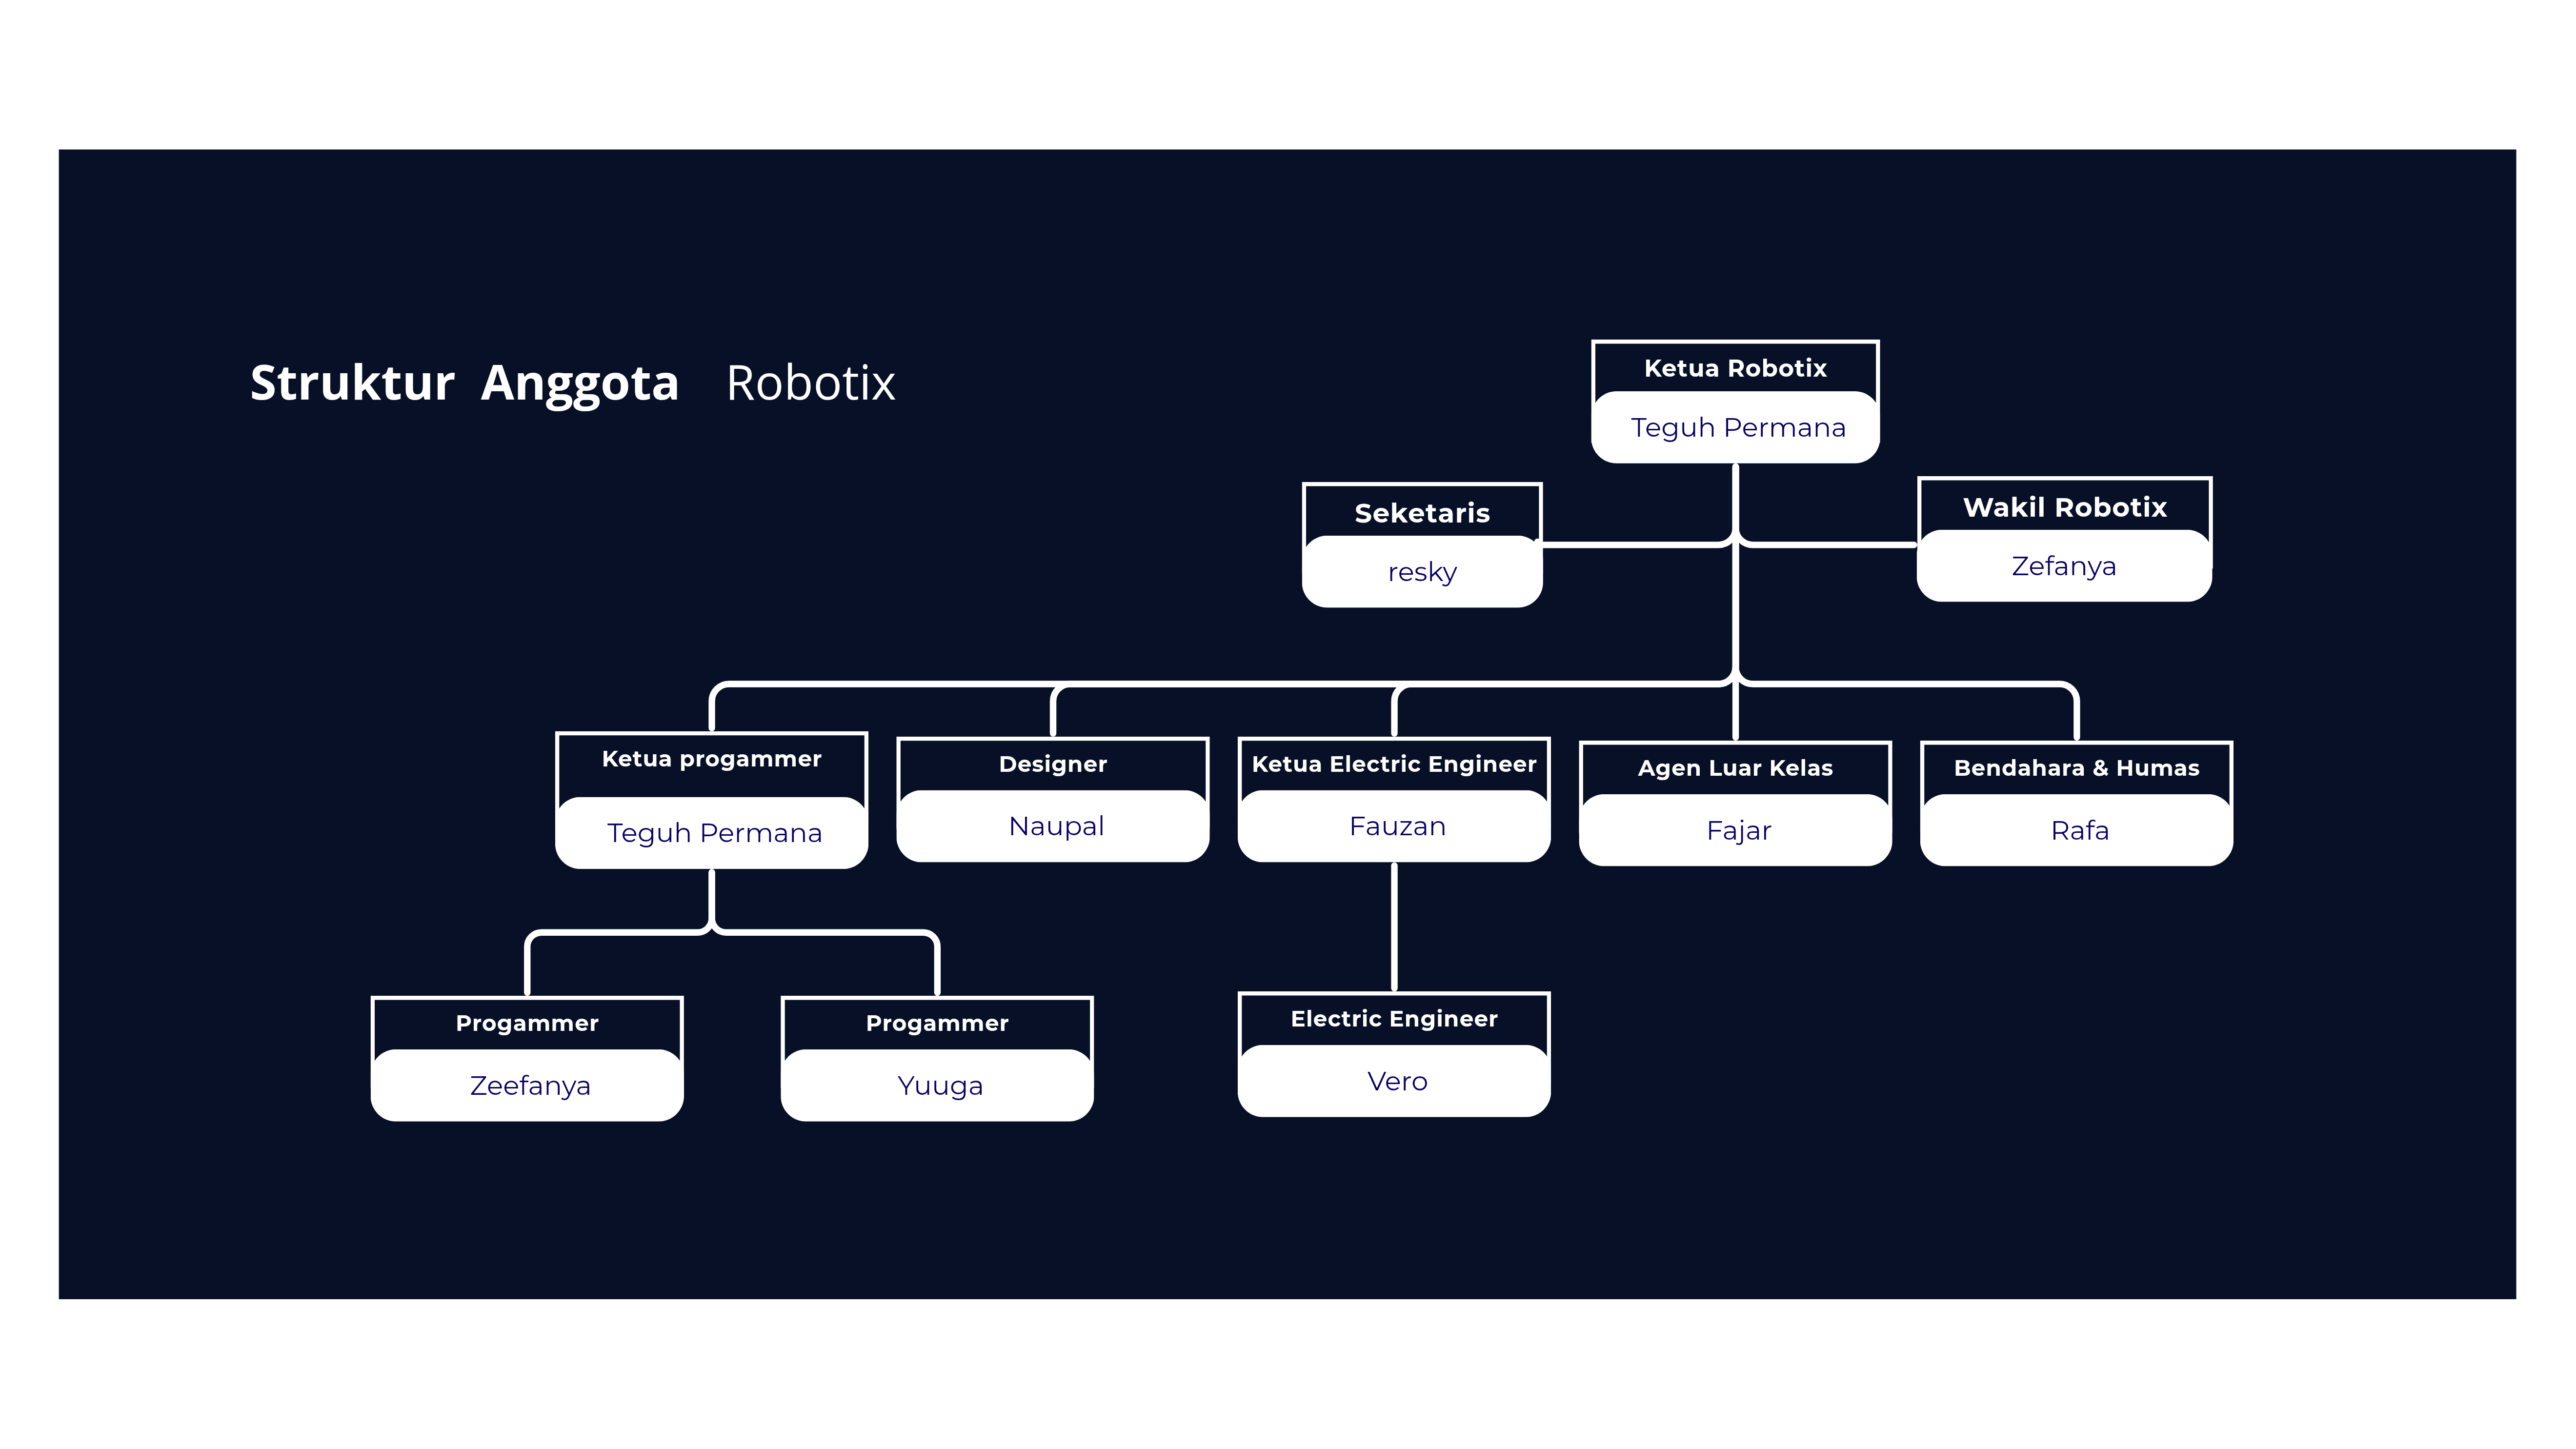 Struktur Anggota Robotix
Ketua Robotix
Teguh Permana
Seketaris
resky
Wakil Robotix
Zefanya
Ketua progammer
Teguh Permana
Designer
Naupal
Ketua Electric Engineer
Fauzan
Agen Luar Kelas
Fajar
Bendahara & Humas
Rafa
Progammer
Zeefanya
Progammer
Yuuga
Electric Engineer
Vero